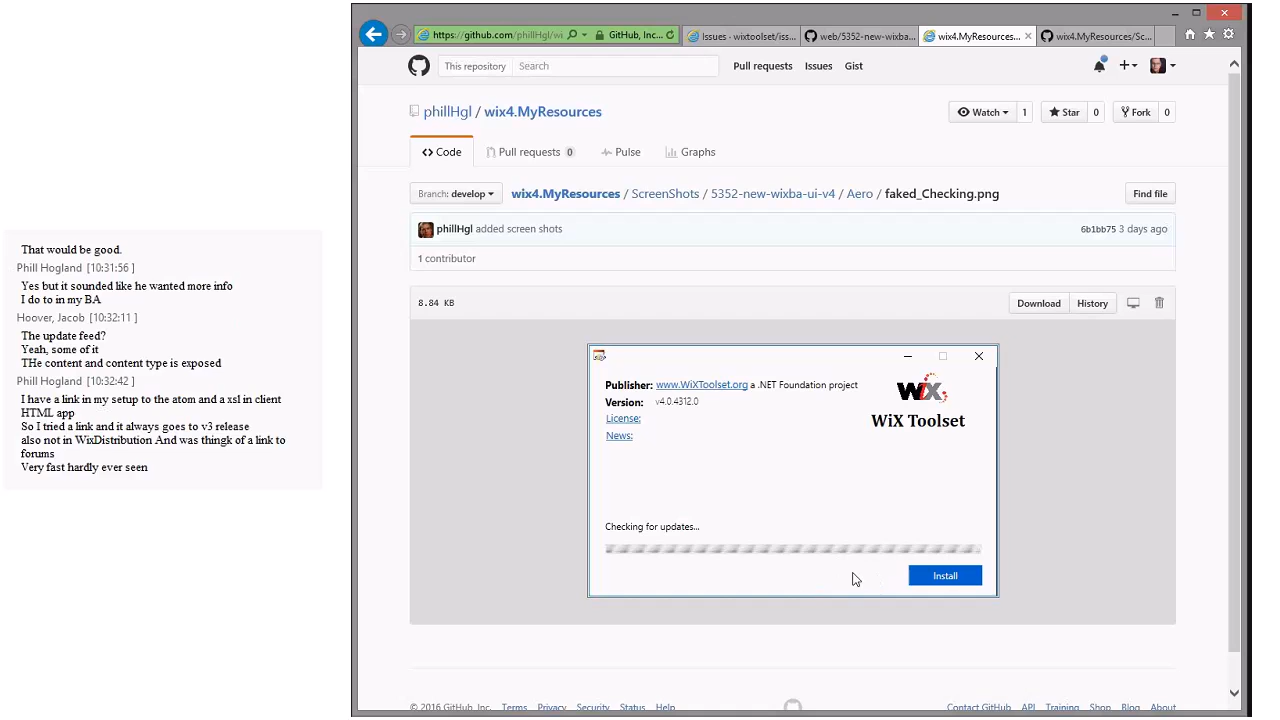 That would be good.
Phill Hogland [10:31:56 ]
Yes but it sounded like he wanted more info
I do to in my BA
Hoover, Jacob [10:32:11 ]
The update feed?
Yeah, some of it
THe content and content type is exposed
Phill Hogland [10:32:42 ]
I have a link in my setup to the atom and a xsl in client
HTML app
So I tried a link and it always goes to v3 release
also not in WixDistribution And was thingk of a link to
forums
Very fast hardly ever seen
https://github.com/phillHgl/wi GitHub, Inc... Issues · wixtoolset/iss... web/5352-new-wixba... wix4.MyResources... wix4.MyResources/Sc...
This repository Search Pull requests Issues Gist
phillHgl / wix4.MyResources Watch 1 Star 0 Fork 0
Code Pull requests 0 Pulse Graphs
Branch: develop wix4.MyResources / ScreenShots / 5352-new-wixba-ui-v4 / Aero / faked_Checking.png Find file
phillHgl added screen shots 6b1bb75 3 days ago
1 contributor
8.84 KB Download History
Publisher: www.WiXToolset.org a .NET Foundation project
Version: v4.0.4312.0
License:
News:
WiX
WiX Toolset
Checking for updates...
Install
© 2016 GitHub, Inc. Terms Privacy Security Status Help Contact GitHub API Training Shop Blog About